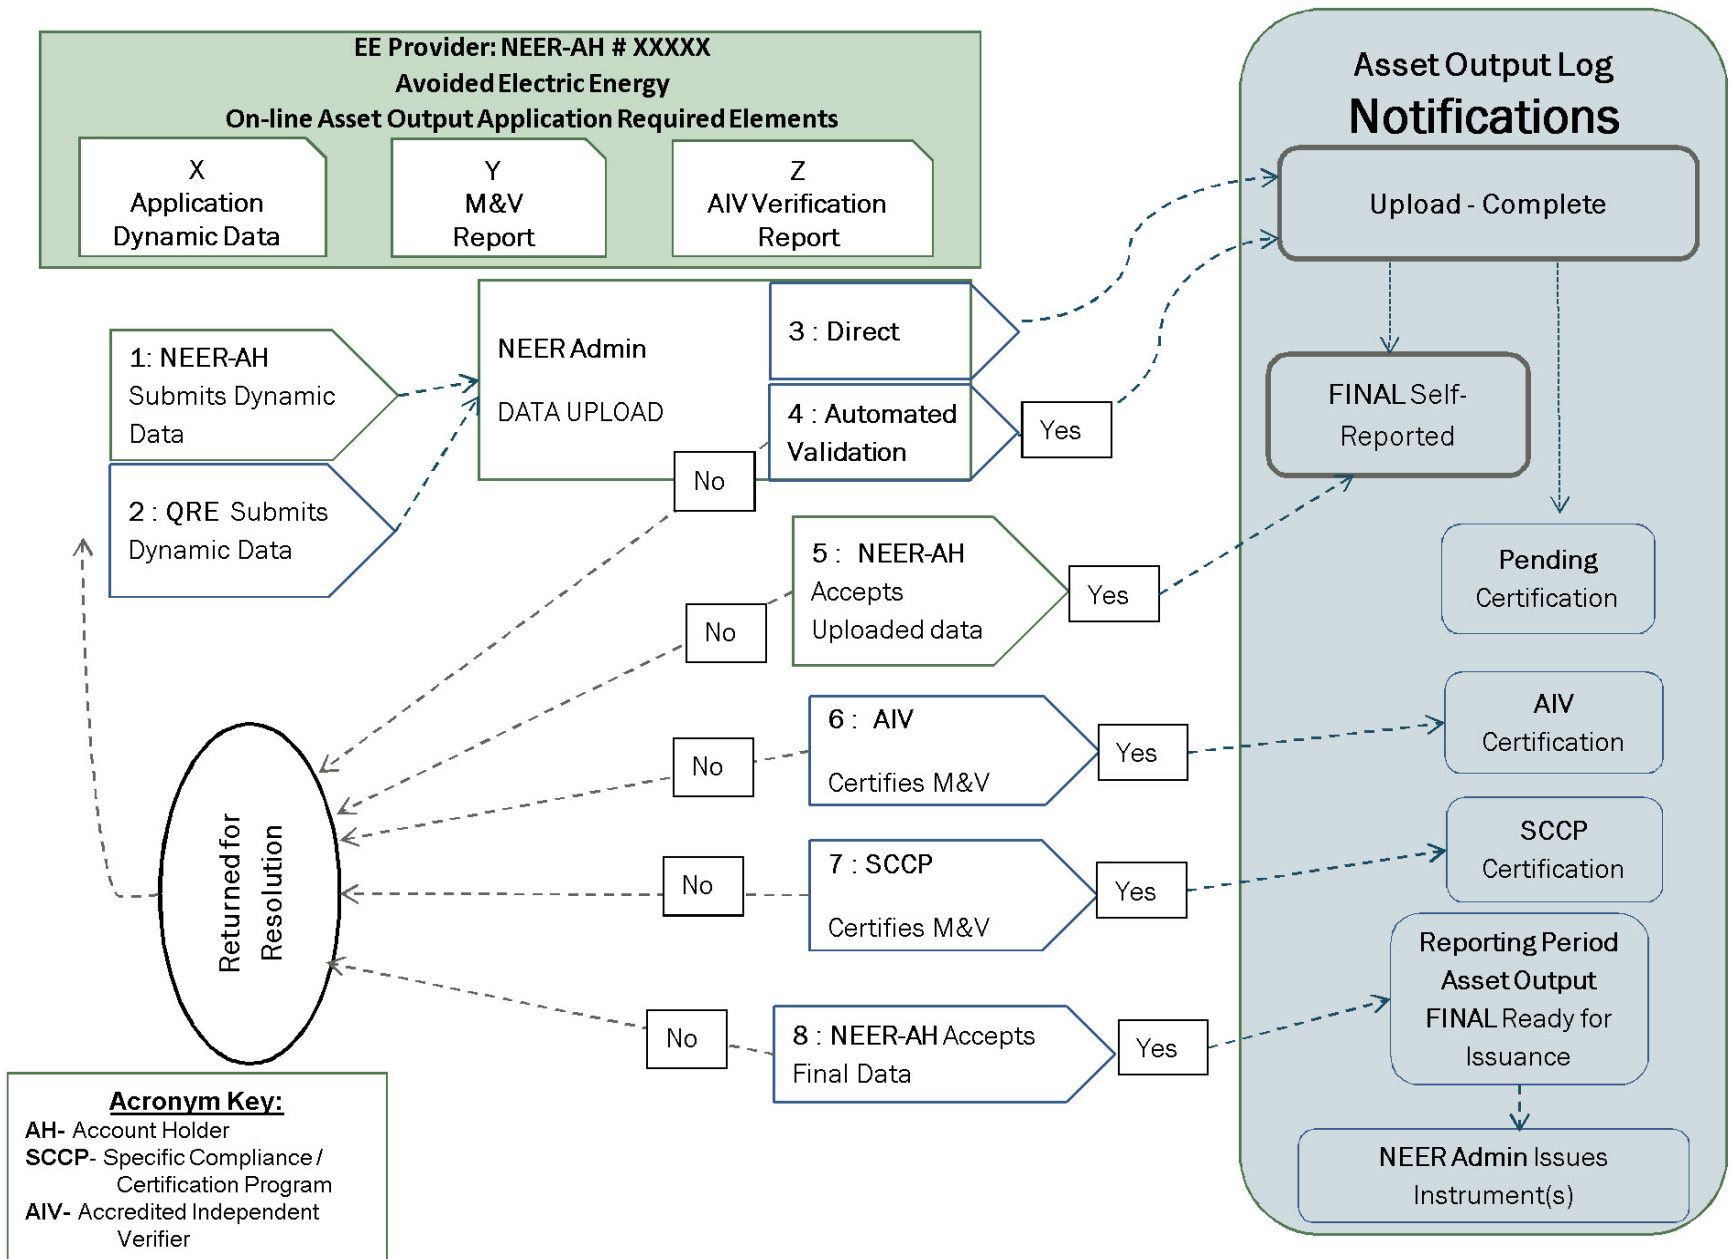 EE Provider: NEER-AH # XXXXX
Avoided Electric Energy
On-line Asset Output Application Required Elements
X
Application
Dynamic Data
Y
M&V
Report
Z
AIV Verification
Report
1: NEER-AH
Submits Dynamic
Data
2 : QRE Submits
Dynamic Data
NEER Admin
DATA UPLOAD
3 : Direct
4 : Automated
Validation
Yes
No
5 : NEER-AH
Accepts
Uploaded data
Yes
No
6 : AIV
Certifies M&V
Yes
No
7 : SCCP
Certifies M&V
Yes
No
8 : NEER-AH Accepts
Final Data
Yes
No
Returned for
Resolution
Asset Output Log
Notifications
Upload - Complete
FINAL Self-
Reported
Pending
Certification
AIV
Certification
SCCP
Certification
Reporting Period
Asset Output
FINAL Ready for
Issuance
NEER Admin Issues
Instrument(s)
Acronym Key:
AH- Account Holder
SCCP- Specific Compliance /
Certification Program
AIV- Accredited Independent
Verifier